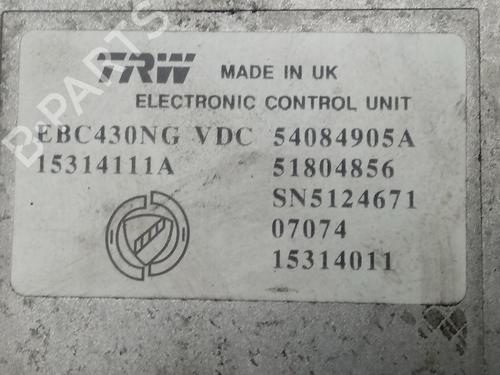 TRW MADE IN UK
ELECTRONIC CONTROL UNIT
EBC430NG VDC 54084905A
15314111A 51804856
SN5124671
07074
15314011
B-PARTS